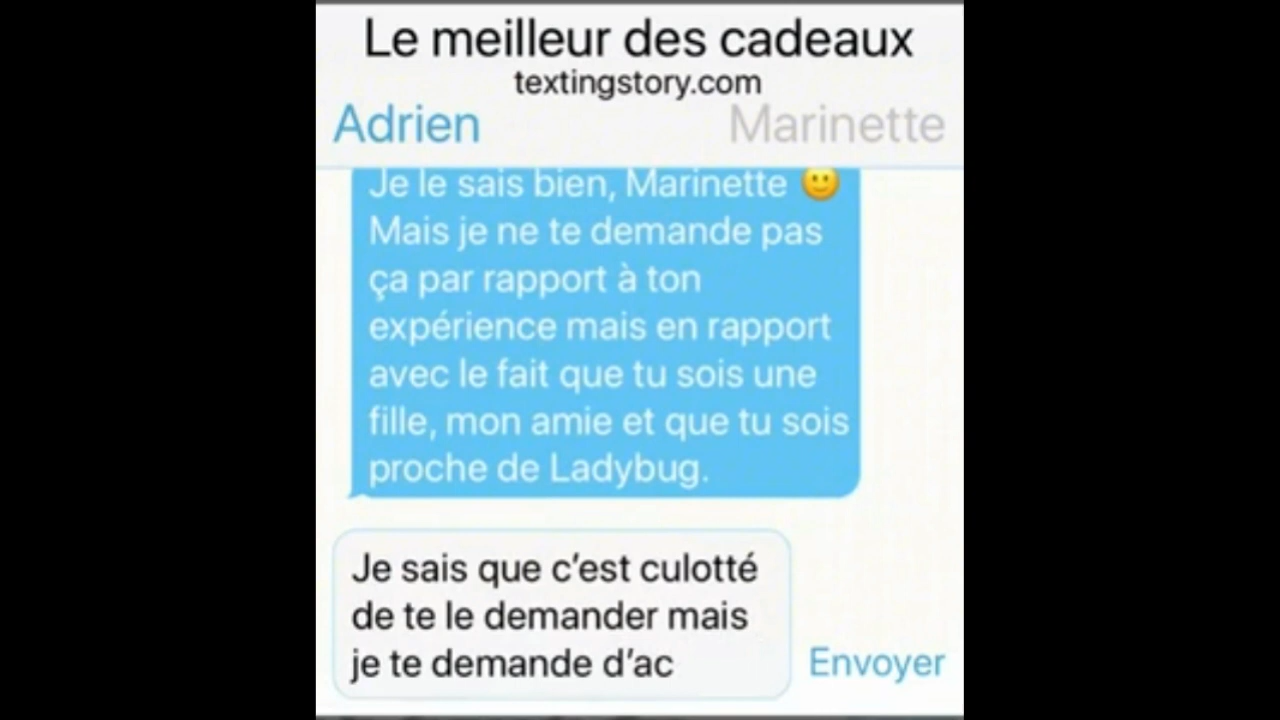 Le meilleur des cadeaux
textingstory.com
Adrien Marinette
Je le sais bien, Marinette 🙂
Mais je ne te demande pas
ça par rapport à ton
expérience mais en rapport
avec le fait que tu sois une
fille, mon amie et que tu sois
proche de Ladybug.
Je sais que c’est culotté
de te le demander mais
je te demande d’ac
Envoyer